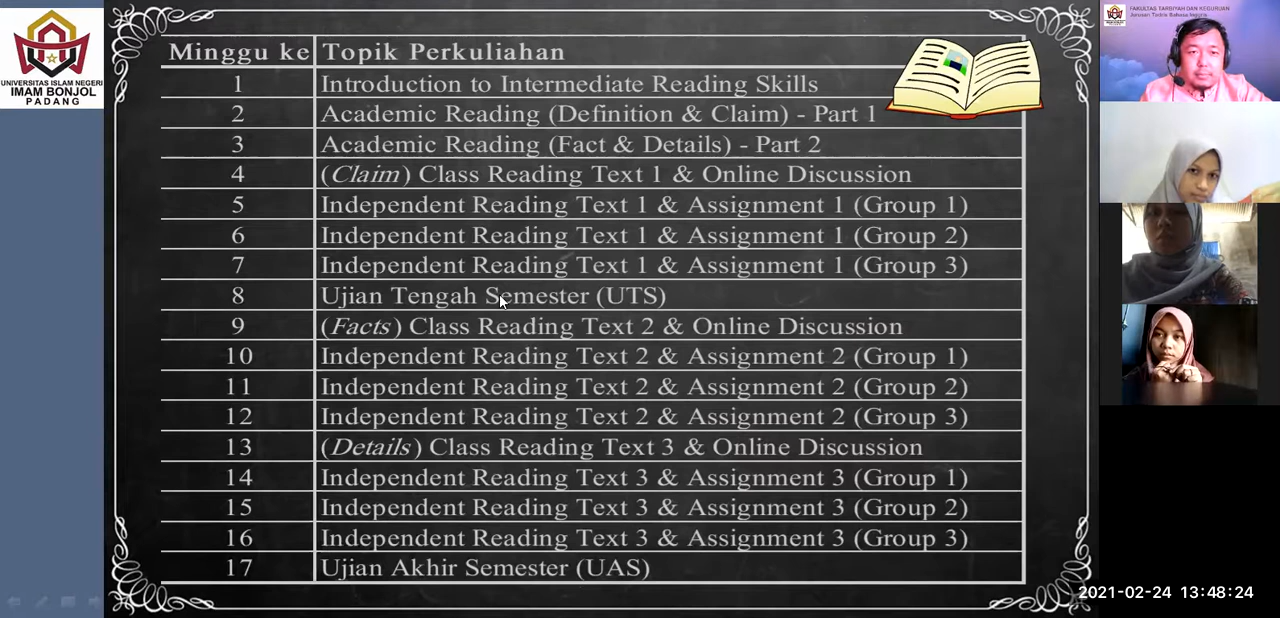 UNIVERSITAS ISLAM NEGERI
IMAM BONJOL
PADANG
Minggu ke Topik Perkuliahan
1 Introduction to Intermediate Reading Skills
2 Academic Reading (Definition & Claim) - Part 1
3 Academic Reading (Fact & Details) - Part 2
4 (Claim) Class Reading Text 1 & Online Discussion
5 Independent Reading Text 1 & Assignment 1 (Group 1)
6 Independent Reading Text 1 & Assignment 1 (Group 2)
7 Independent Reading Text 1 & Assignment 1 (Group 3)
8 Ujian Tengah Semester (UTS)
9 (Facts) Class Reading Text 2 & Online Discussion
10 Independent Reading Text 2 & Assignment 2 (Group 1)
11 Independent Reading Text 2 & Assignment 2 (Group 2)
12 Independent Reading Text 2 & Assignment 2 (Group 3)
13 (Details) Class Reading Text 3 & Online Discussion
14 Independent Reading Text 3 & Assignment 3 (Group 1)
15 Independent Reading Text 3 & Assignment 3 (Group 2)
16 Independent Reading Text 3 & Assignment 3 (Group 3)
17 Ujian Akhir Semester (UAS)
FAKULTAS TARBIYAH DAN KEGURUAN
Jurusan Tadris Bahasa Inggris
2021-02-24 13:48:24